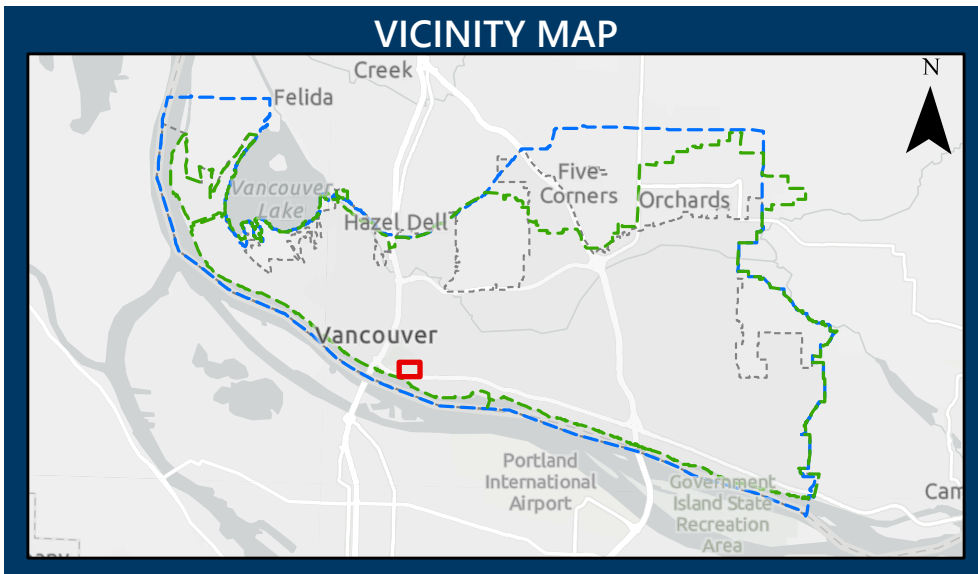 VICINITY MAP
Creek
N
Felida
Five
Corners
Vancouver
Lake
Orchards
Hazel Dell
Vancouver
Portland
International
Airport
Government
Island State
Recreation
Area
Cam
any